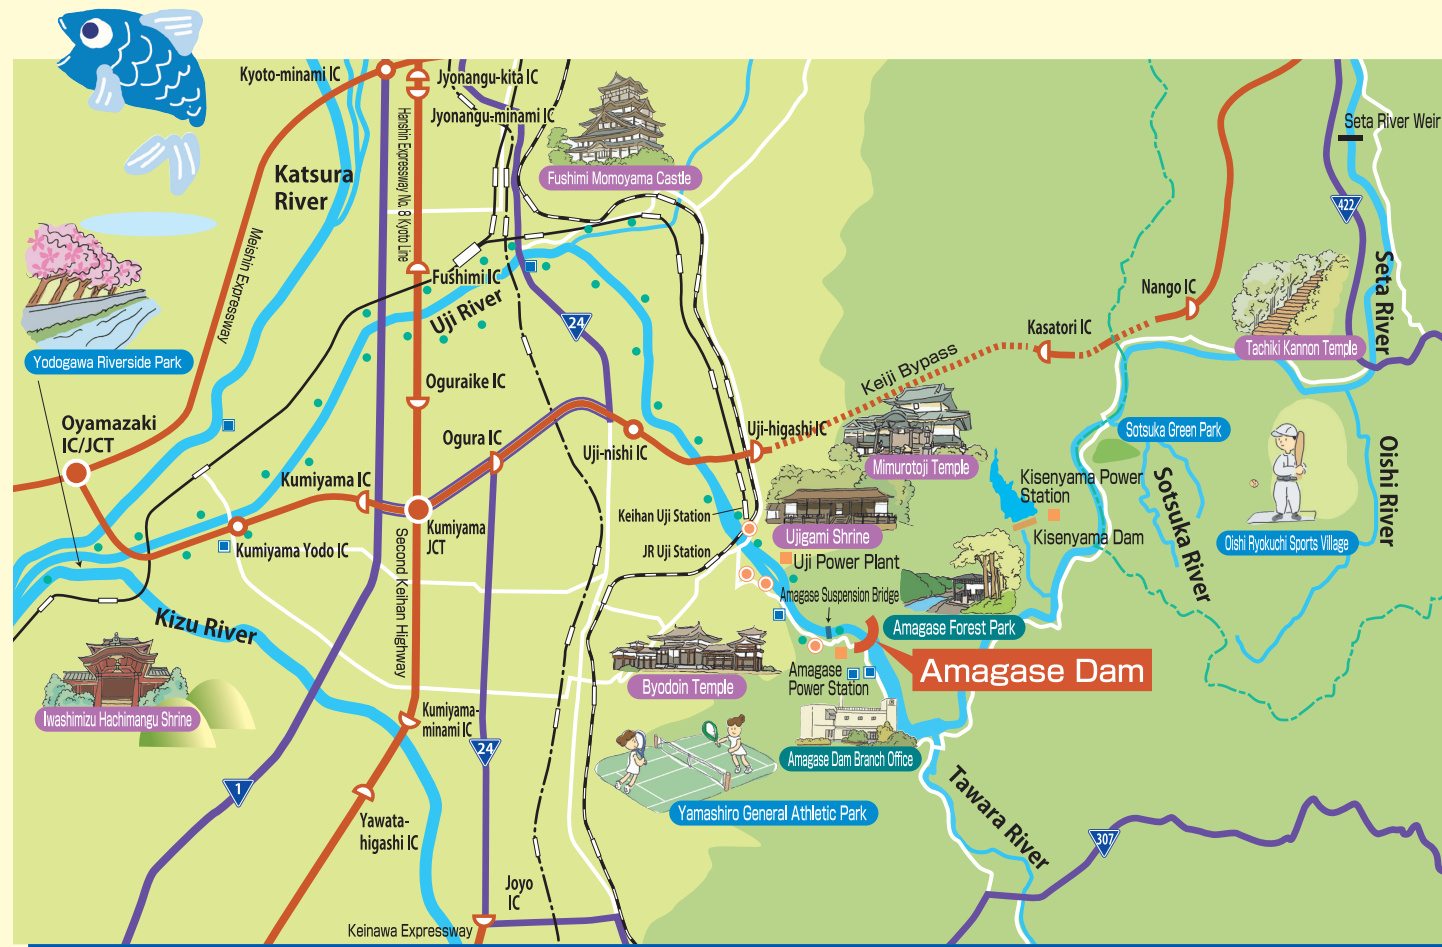 Kyoto-minami IC
Jyonangu-kita IC
Jyonangu-minami IC
Hanshin Expressway No. 8 Kyoto Line
Fushimi Momoyama Castle
Seta River Weir
Katsura
River
422
Meishin Expressway
Fushimi IC
Uji River
24
Seta River
Nango IC
Kasatori IC
Tachiki Kannon Temple
Yodogawa Riverside Park
Keiji Bypass
Oguraike IC
Oyamazaki
IC/JCT
Ogura IC
Uji-nishi IC
Uji-higashi IC
Mimurotoji Temple
Sotsuka Green Park
Oishi River
Kumiyama IC
Kisenyama Power
Station
Sotsuka River
Keihan Uji Station
Ujigami Shrine
Kisenyama Dam
Oishi Ryokuchi Sports Village
Kumiyama
JCT
Kumiyama Yodo IC
JR Uji Station
Uji Power Plant
Second Keihan Highway
Amagase Suspension Bridge
Kizu River
Amagase Forest Park
Amagase Dam
Amagase
Power Station
Byodoin Temple
Iwashimizu Hachimangu Shrine
Kumiyama-
minami IC
24
Amagase Dam Branch Office
1
Tawara River
Yamashiro General Athletic Park
Yawata-
higashi IC
307
Joyo
IC
Keinawa Expressway